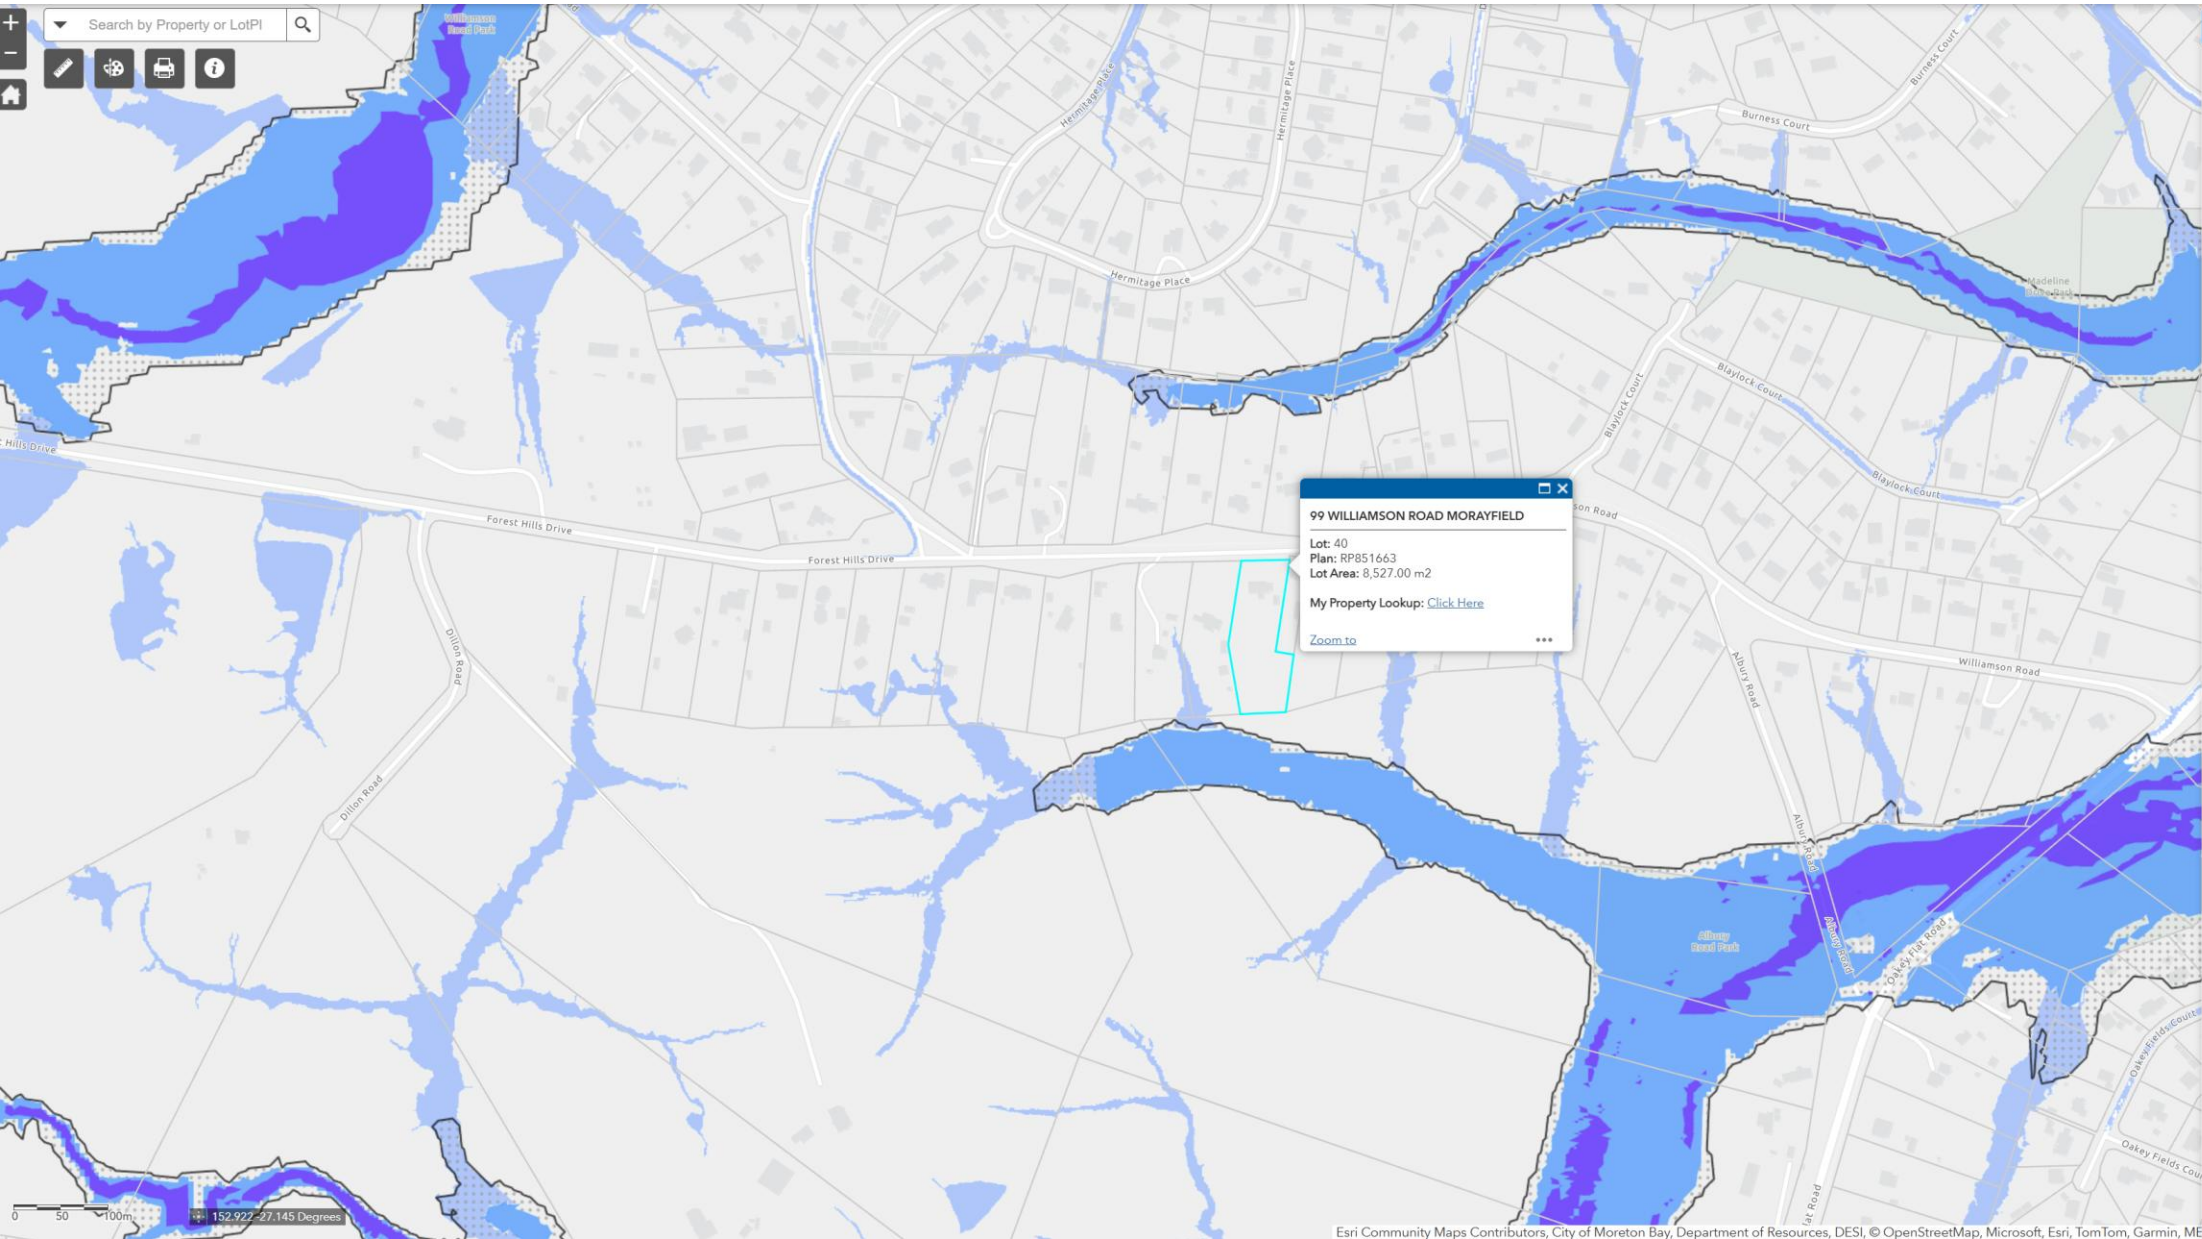 Search by Property or LotPl
Williamson
Road Park
Hermitage Place
Hermitage Place
Hermitage Place
Burness Court
Burness Court
Madeline
Blaylock Court
Blaylock Court
Blaylock Court
Hills Drive
Forest Hills Drive
Forest Hills Drive
son Road
99 WILLIAMSON ROAD MORAYFIELD
Lot: 40
Plan: RP851663
Lot Area: 8,527.00 m2
My Property Lookup: Click Here
Zoom to
Dillon Road
Dillon Road
Albury Road
Williamson Road
Albury Road
Albury Road
Albury
Road Park
Oakey Flat Road
Oakey Fields Court
Oakey Fields Cou
lat Road
0 50 100m
152.922 -27.145 Degrees
Esri Community Maps Contributors, City of Moreton Bay, Department of Resources, DESI, © OpenStreetMap, Microsoft, Esri, TomTom, Garmin, ME